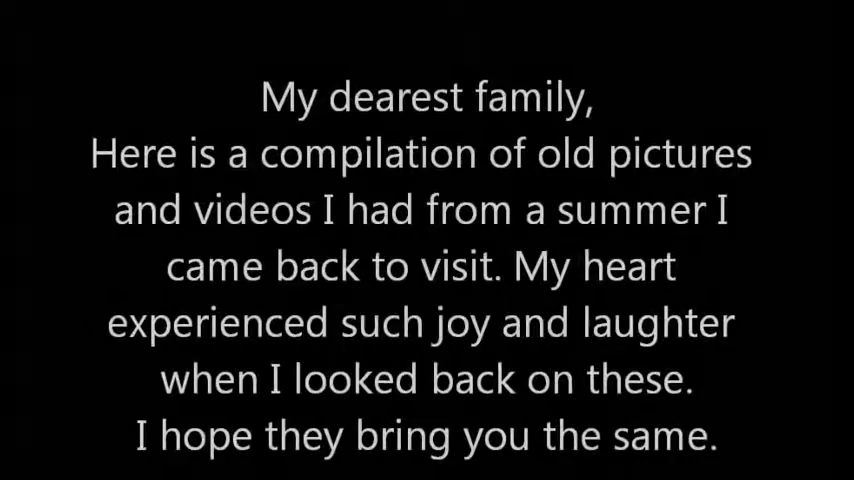 My dearest family,
Here is a compilation of old pictures
and videos I had from a summer I
came back to visit. My heart
experienced such joy and laughter
when I looked back on these.
I hope they bring you the same.